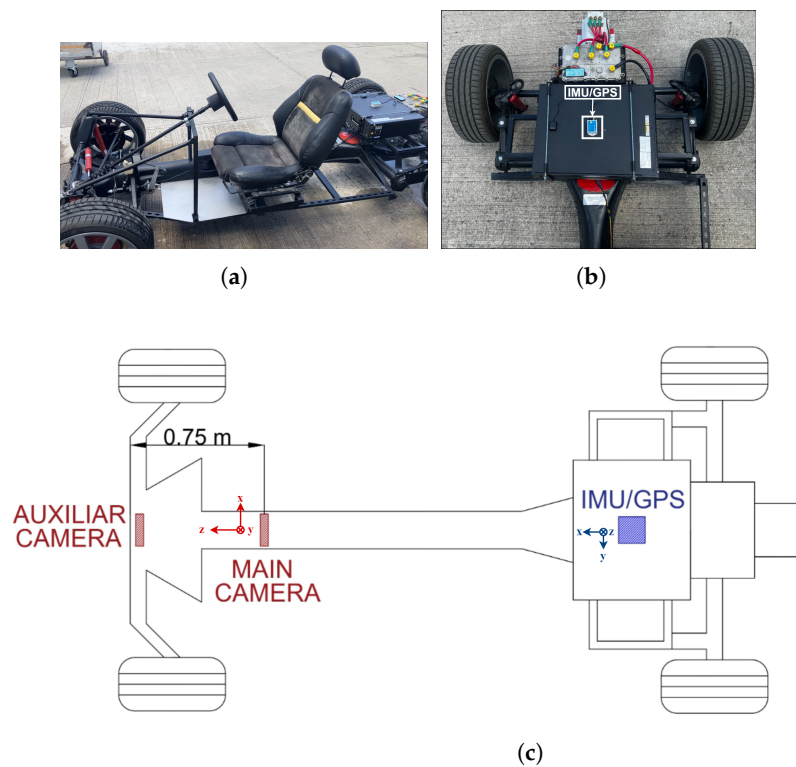 IMU/GPS
(a)
(b)
0.75 m
AUXILIAR
CAMERA
x
z
y
MAIN
CAMERA
IMU/GPS
x
z
y
(c)